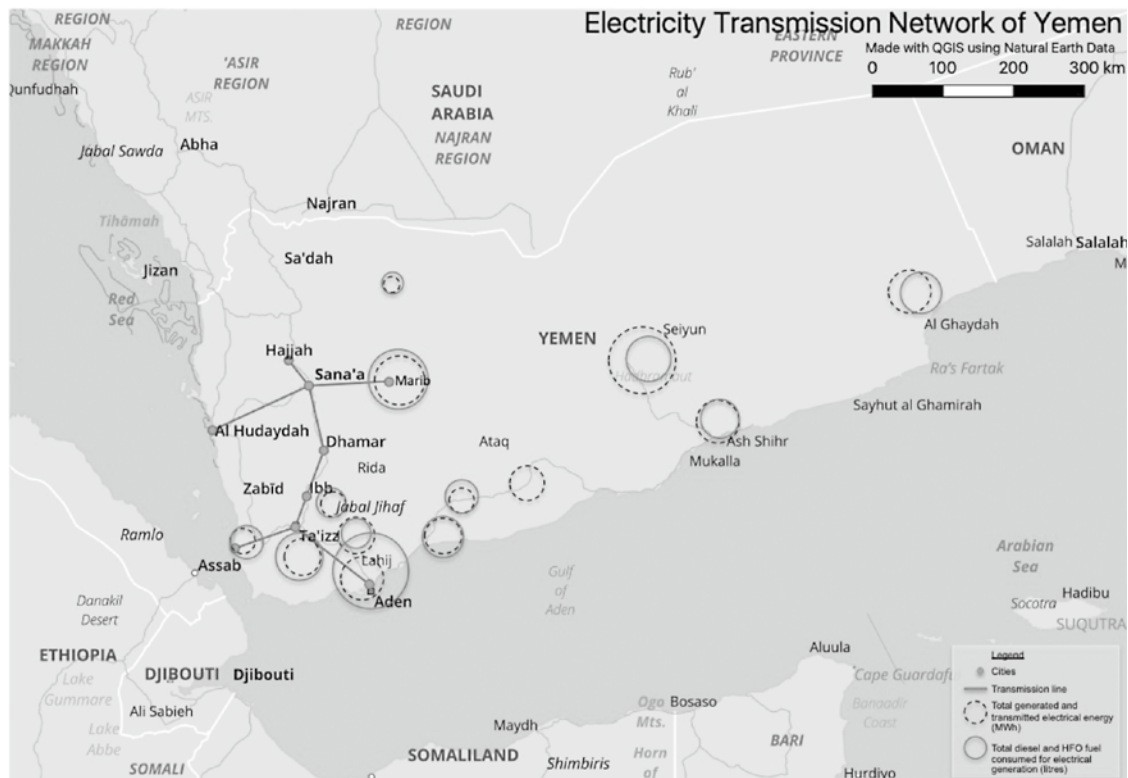 Electricity Transmission Network of Yemen
Made with QGIS using Natural Earth Data
0 100 200 300 km
REGION
MAKKAH
REGION
Qunfudhah
'ASIR
REGION
ASIR
MTS.
Jabal Sawda
Abha
REGION
SAUDI
ARABIA
NAJRAN
REGION
Rub'
al
Khali
EASTERN
PROVINCE
OMAN
Najran
Tihāmah
Jizan
Red
Sea
Sa'dah
Salalah Salalah
M
Al Ghaydah
YEMEN
Seiyun
Hajjah
Sana'a
Marib
Ra's Fartak
Sayhut al Ghamirah
Al Hudaydah
Dhamar
Rida
Ataq
Ash Shihr
Mukalla
Zabīd
Ibb
Jabal Jihaf
Ramlo
Ta'izz
Assab
Lahij
Aden
Gulf
of
Aden
Arabian
Sea
Hadibu
Socotra
SUQUTRA
Danakil
Desert
ETHIOPIA
DJIBOUTI Djibouti
Lake
Gummare
Ali Sabieh
Lake
Abbe
SOMALI
Aluula
Cape Guardafu
Banaadir
Coast
Ogo
Mts.
Bosaso
Maydh
SOMALILAND
Shimbiris
Horn
of
BARI
Hurdiyo
Legend
Cities
Transmission line
Total generated and
transmitted electrical energy
(MWh)
Total diesel and HFO fuel
consumed for electrical
generation (litres)